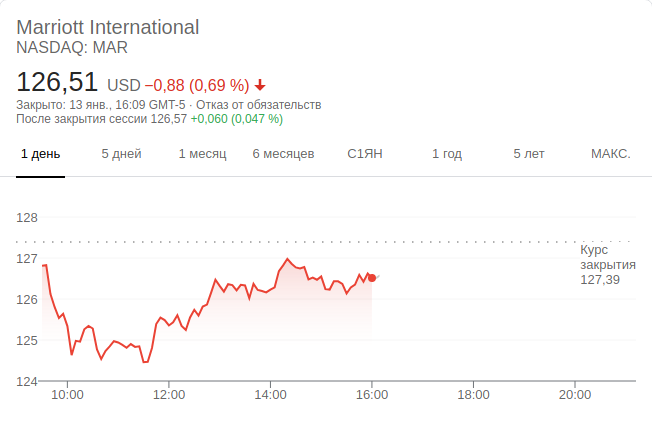 Marriott International
NASDAQ: MAR
126,51 USD −0,88 (0,69 %)
Закрыто: 13 янв., 16:09 GMT-5 · Отказ от обязательств
После закрытия сессии 126,57 +0,060 (0,047 %)
1 день 5 дней 1 месяц 6 месяцев С1ЯН 1 год 5 лет МАКС.
128
127
126
125
124
Курс
закрытия
127,39
10:00 12:00 14:00 16:00 18:00 20:00